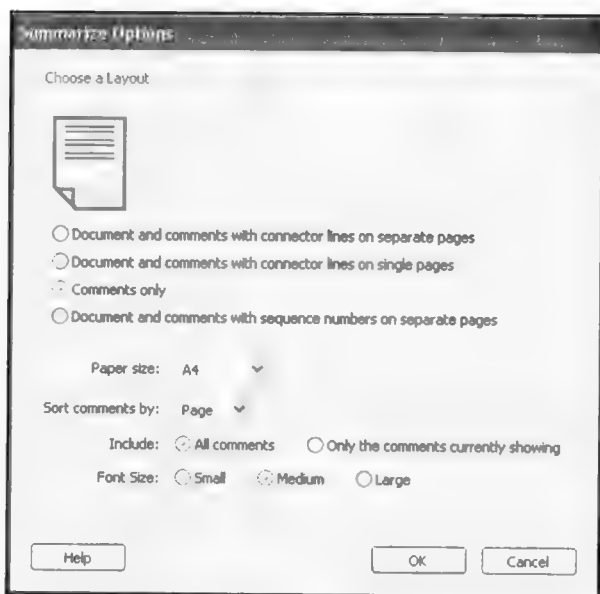 Summarize Options
Choose a Layout
Document and comments with connector lines on separate pages
Document and comments with connector lines on single pages
Comments only
Document and comments with sequence numbers on separate pages
Paper size: A4
Sort comments by: Page
Include: All comments Only the comments currently showing
Font Size: Small Medium Large
Help OK Cancel